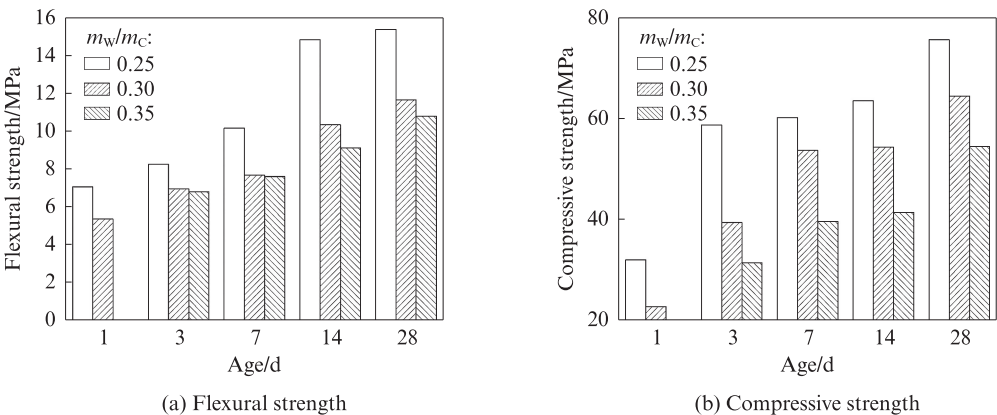 Flexural strength/MPa
16
14
12
10
8
6
4
2
0
mW/mC:
0.25
0.30
0.35
1 3 7 14 28
Age/d
(a) Flexural strength
Compressive strength/MPa
80
60
40
20
mW/mC:
0.25
0.30
0.35
1 3 7 14 28
Age/d
(b) Compressive strength